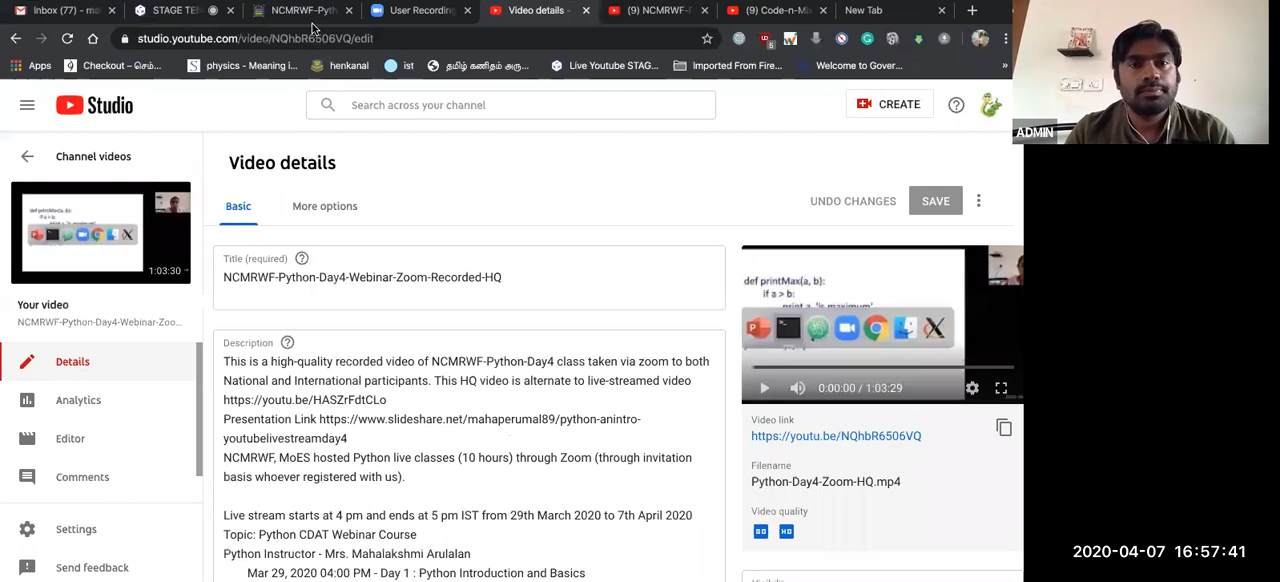 Inbox (77) - m
STAGE TE
NCMRWF-Pyth
User Recording
Video details -
(9) NCMRWF-P
(9) Code-n-Mi
New Tab
studio.youtube.com/video/NQhbR6506VQ/edit
Apps
Checkout – செம்...
physics - Meaning i...
henkanal
ist
தமிழ் கணிதம் அரு...
Live Youtube STAG...
Imported From Fire...
Welcome to Gover...
»
Studio
Search across your channel
CREATE
ADMIN
Channel videos
Video details
Basic
More options
UNDO CHANGES
SAVE
1:03:30
Your video
NCMRWF-Python-Day4-Webinar-Zoo...
Details
Analytics
Editor
Comments
Settings
Send feedback
Title (required)
NCMRWF-Python-Day4-Webinar-Zoom-Recorded-HQ
Description
This is a high-quality recorded video of NCMRWF-Python-Day4 class taken via zoom to both
National and International participants. This HQ video is alternate to live-streamed video
https://youtu.be/HASZrFdtCLo
Presentation Link https://www.slideshare.net/mahaperumal89/python-anintro-
youtubelivestreamday4
NCMRWF, MoES hosted Python live classes (10 hours) through Zoom (through invitation
basis whoever registered with us).
Live stream starts at 4 pm and ends at 5 pm IST from 29th March 2020 to 7th April 2020
Topic: Python CDAT Webinar Course
Python Instructor - Mrs. Mahalakshmi Arulalan
Mar 29, 2020 04:00 PM - Day 1 : Python Introduction and Basics
def printMax(a, b):
if a > b:
print a, 'is maximum'
0:00:00 / 1:03:29
Video link
https://youtu.be/NQhbR6506VQ
Filename
Python-Day4-Zoom-HQ.mp4
Video quality
SD HD
2020-04-07 16:57:41